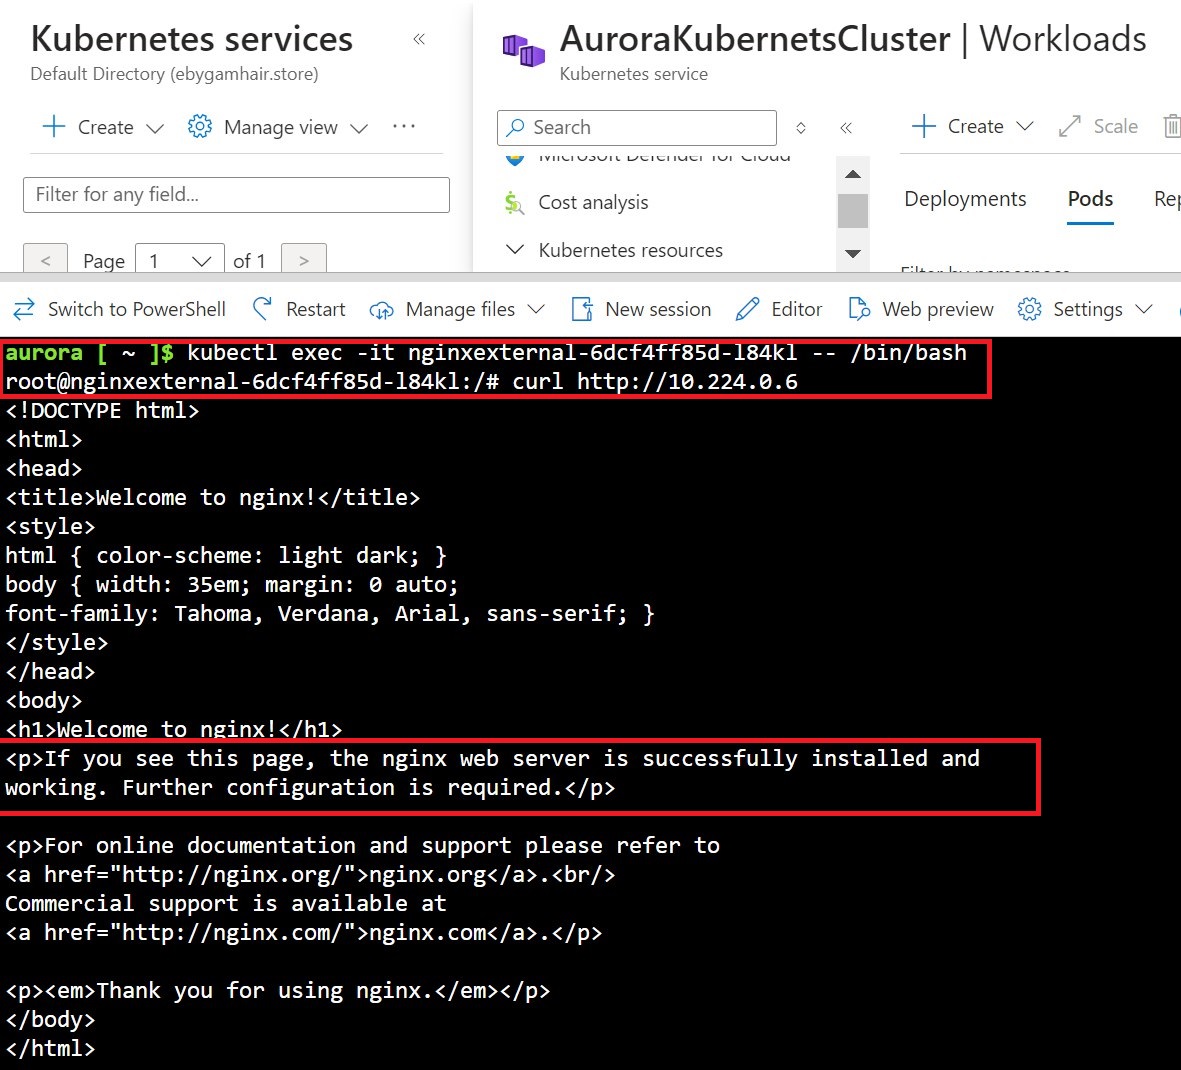 Kubernetes services
«
Default Directory (ebygamhair.store)
Create
Manage view
...
Filter for any field...
<
Page
1
of 1
>
AuroraKubernetsCluster | Workloads
Kubernetes service
Search
«
Create
Scale
Microsoft Defender for Cloud
Cost analysis
Kubernetes resources
Deployments
Pods
Rep
Filter by namespace
Switch to PowerShell
Restart
Manage files
New session
Editor
Web preview
Settings
aurora [ ~ ]$ kubectl exec -it nginxexternal-6dcf4ff85d-l84kl -- /bin/bash
root@nginxexternal-6dcf4ff85d-l84kl:/# curl http://10.224.0.6
<!DOCTYPE html>
<html>
<head>
<title>Welcome to nginx!</title>
<style>
html { color-scheme: light dark; }
body { width: 35em; margin: 0 auto;
font-family: Tahoma, Verdana, Arial, sans-serif; }
</style>
</head>
<body>
<h1>Welcome to nginx!</h1>
<p>If you see this page, the nginx web server is successfully installed and
working. Further configuration is required.</p>
<p>For online documentation and support please refer to
<a href="http://nginx.org/">nginx.org</a>.<br/>
Commercial support is available at
<a href="http://nginx.com/">nginx.com</a>.</p>
<p><em>Thank you for using nginx.</em></p>
</body>
</html>